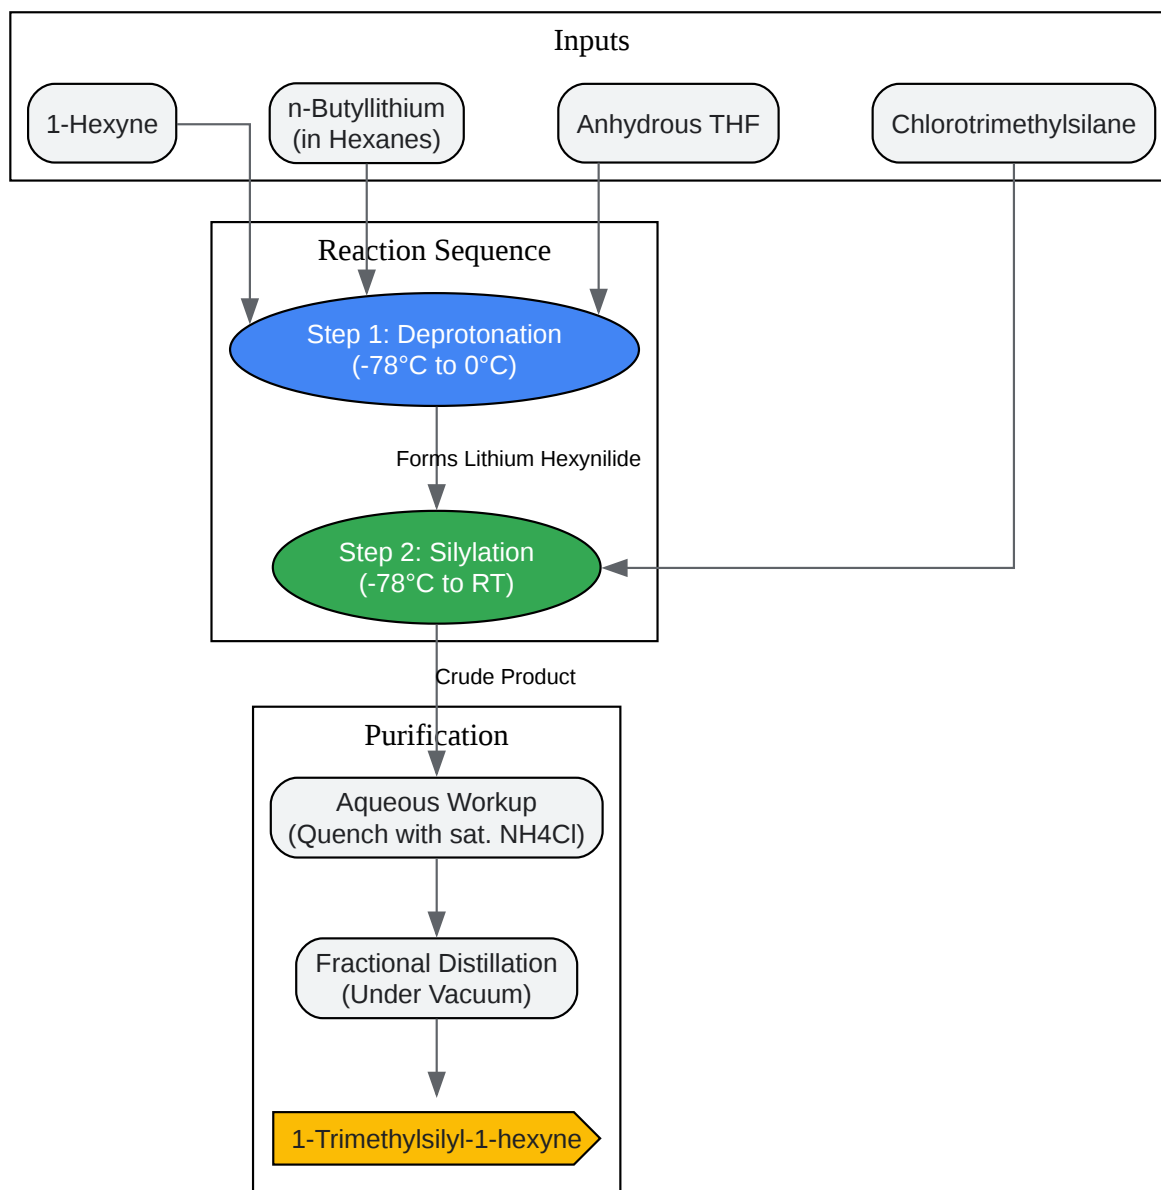 Inputs
1-Hexyne
n-Butyllithium
(in Hexanes)
Anhydrous THF
Chlorotrimethylsilane
Reaction Sequence
Step 1: Deprotonation
(-78°C to 0°C)
Forms Lithium Hexynilide
Step 2: Silylation
(-78°C to RT)
Crude Product
Purification
Aqueous Workup
(Quench with sat. NH4Cl)
Fractional Distillation
(Under Vacuum)
1-Trimethylsilyl-1-hexyne